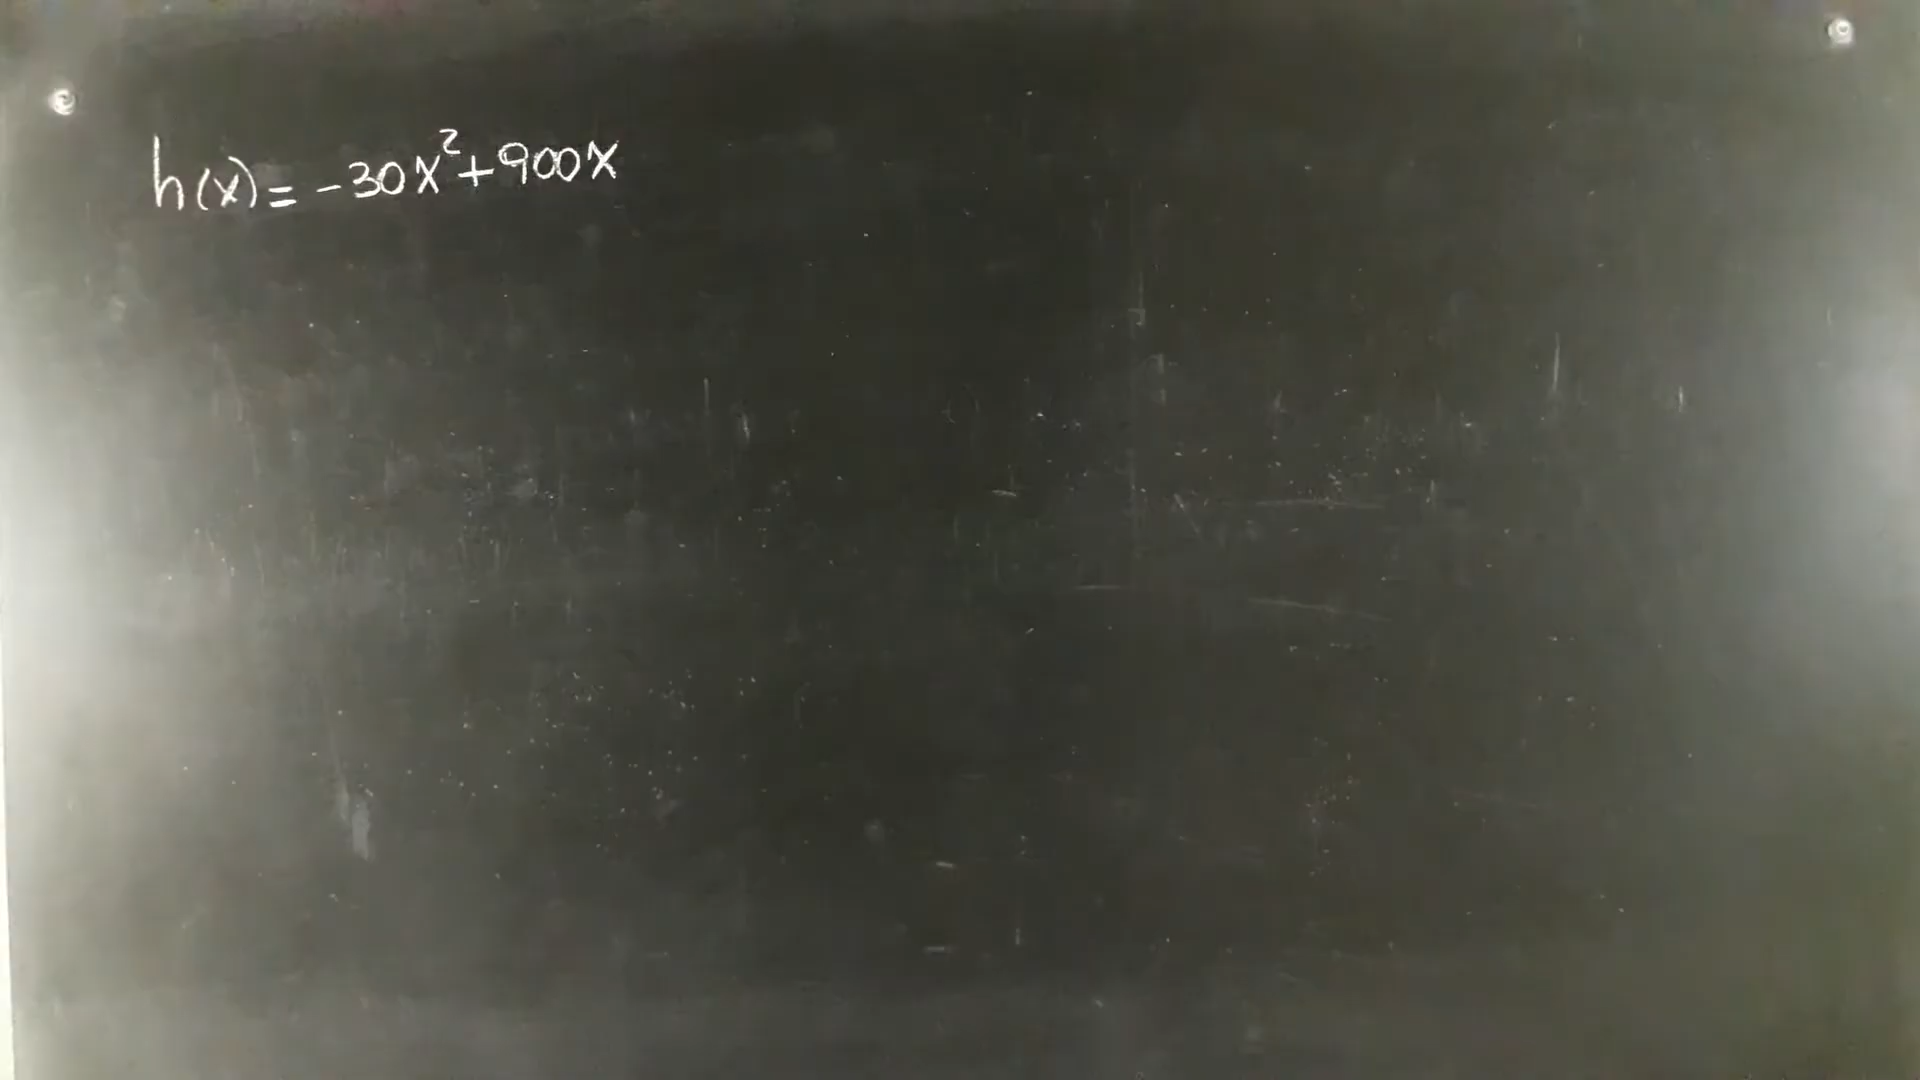 h(x) = -30x²+900x